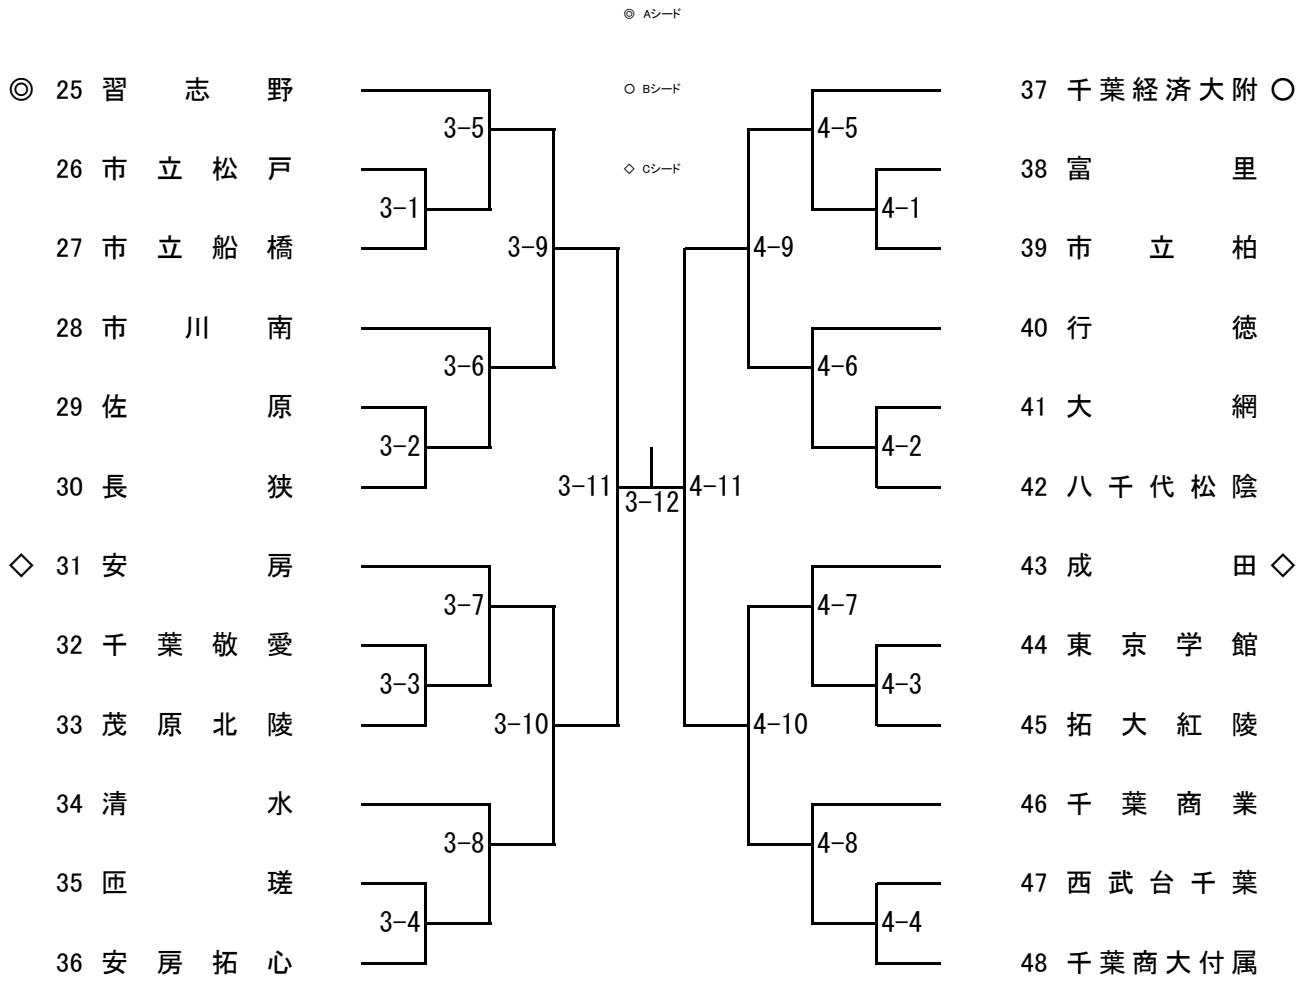 ◎ Aシード
○ Bシード
◇ Cシード
◎ 25 習志野
26 市立松戸
27 市立船橋
28 市川南
29 佐原
30 長狭
◇ 31 安房
32 千葉敬愛
33 茂原北陵
34 清水
35 匝瑳
36 安房拓心
3-5
3-1
3-9
3-6
3-2
3-11
3-7
3-3
3-10
3-8
3-4
3-12
4-5
4-1
4-9
4-6
4-2
4-11
4-7
4-3
4-10
4-8
4-4
37 千葉経済大附 ○
38 富里
39 市立柏
40 行徳
41 大網
42 八千代松陰
43 成田 ◇
44 東京学館
45 拓大紅陵
46 千葉商業
47 西武台千葉
48 千葉商大付属